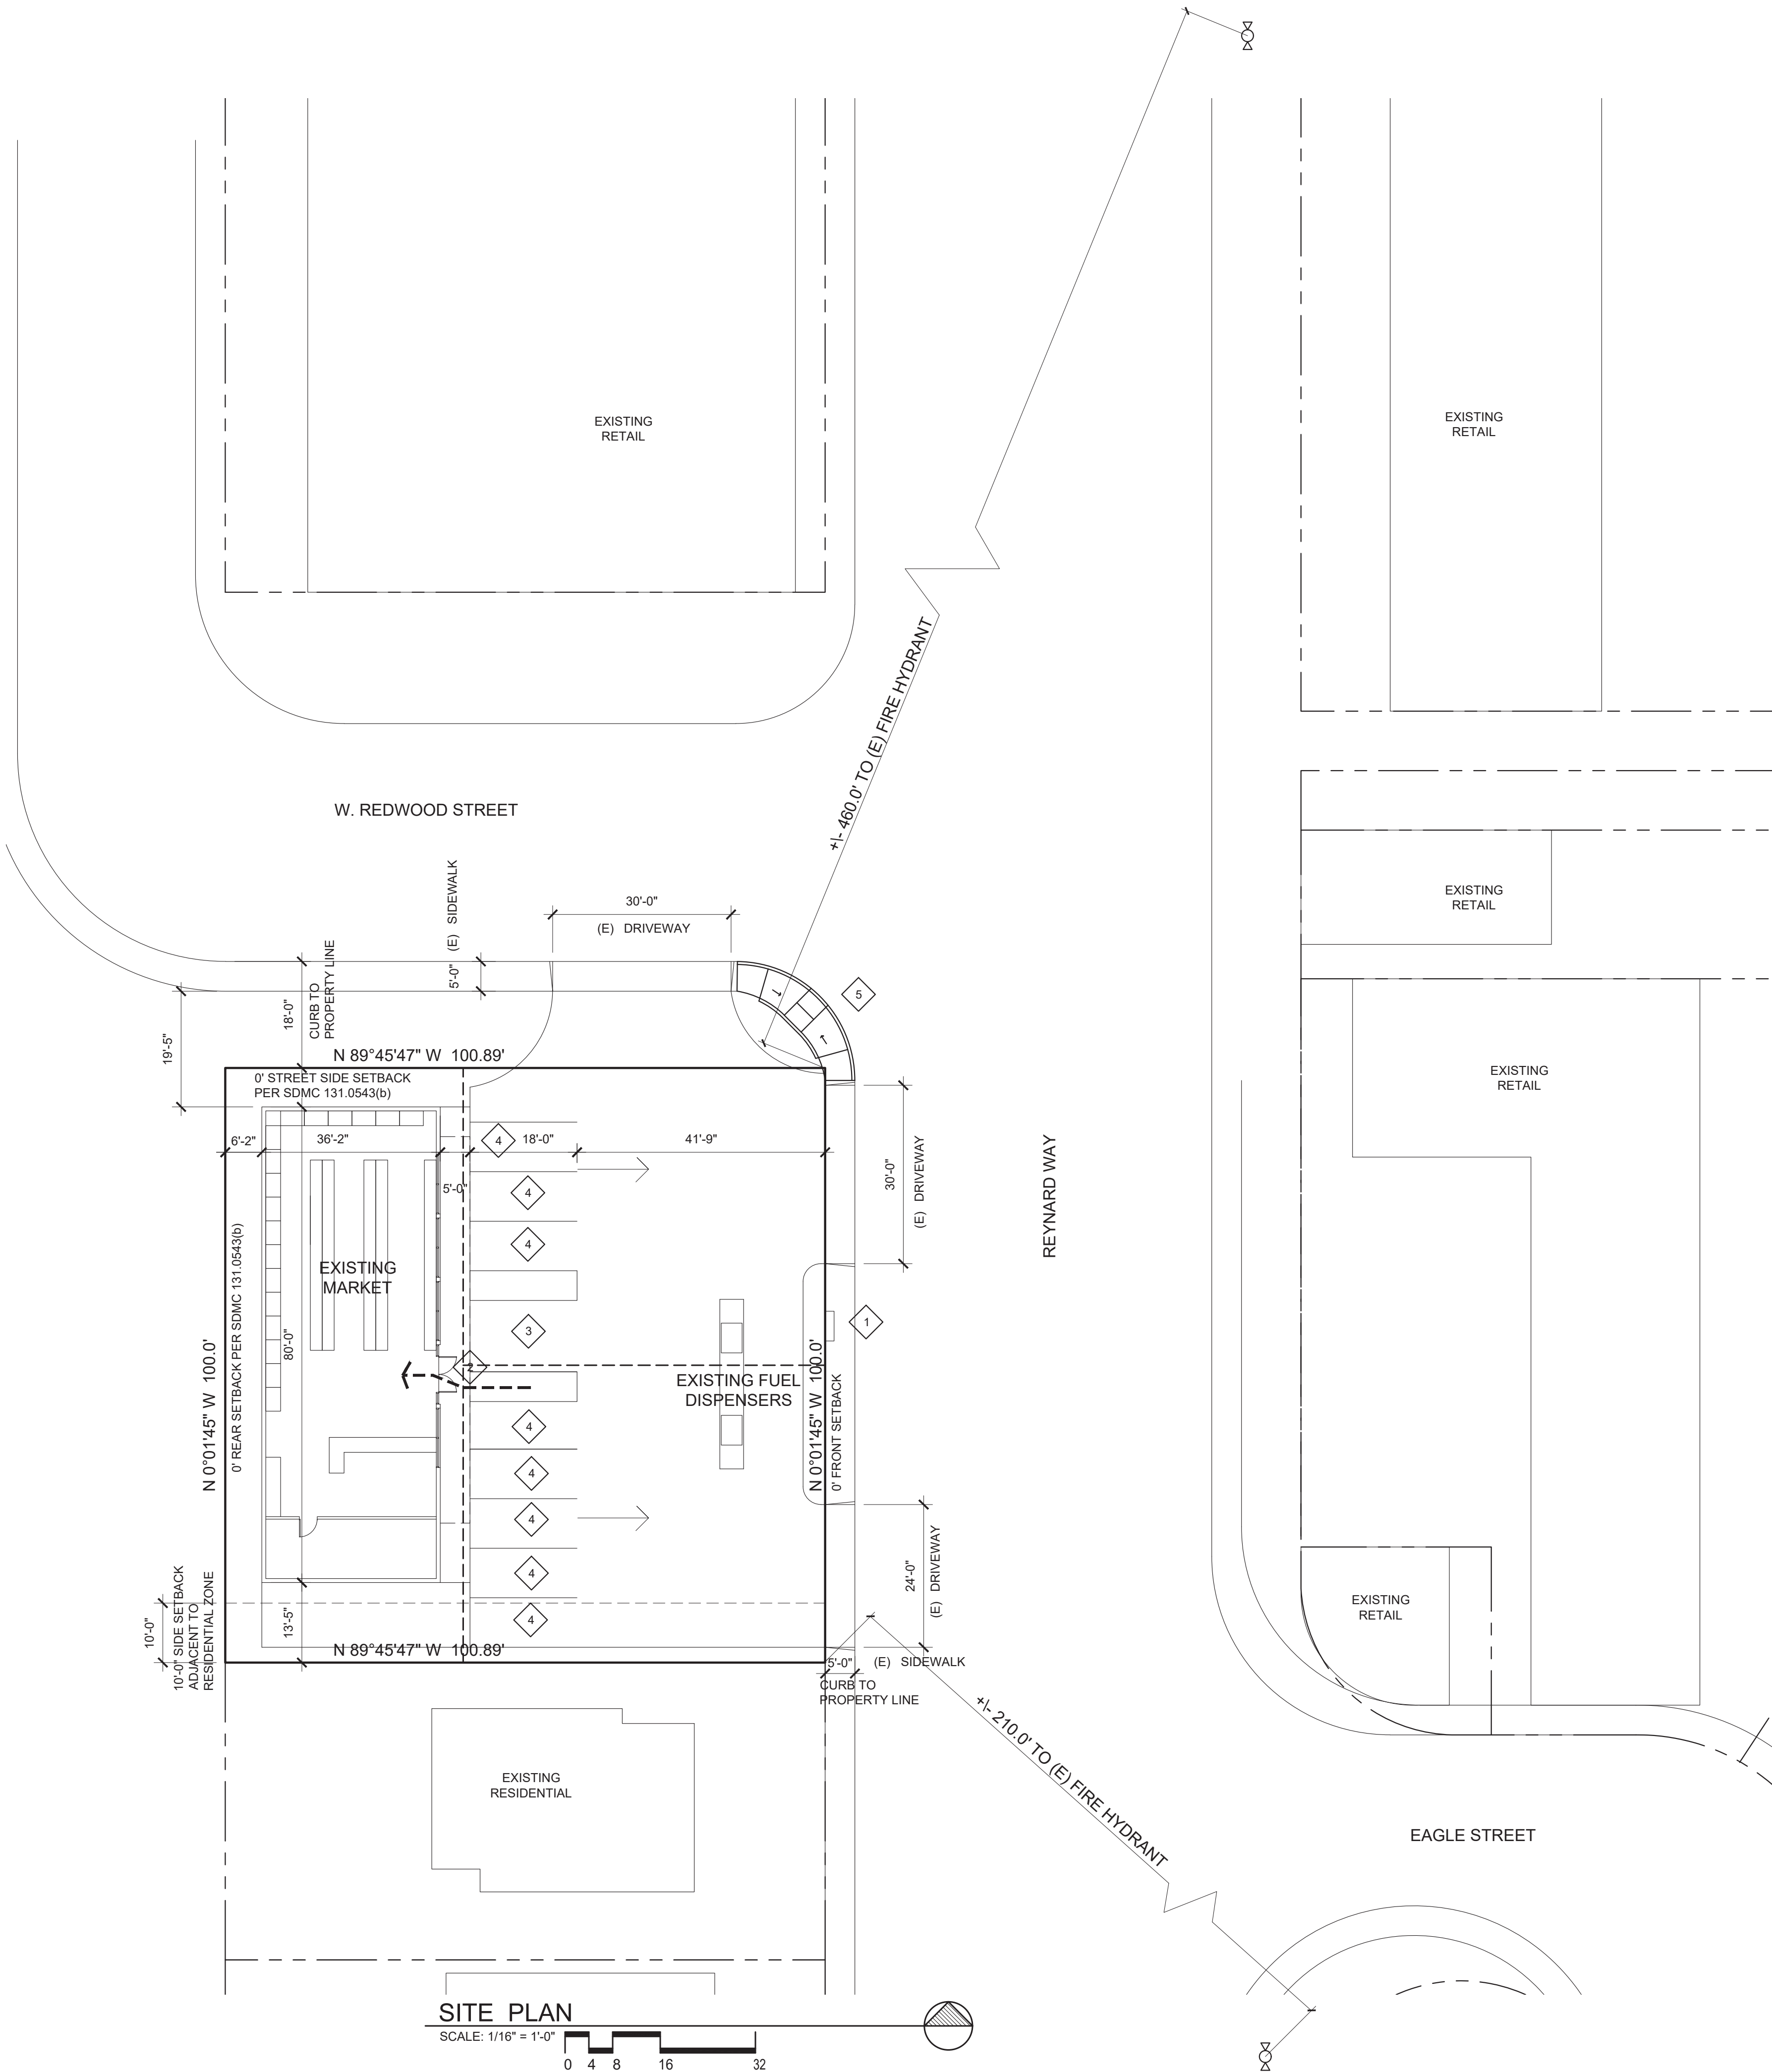 EXISTING
RETAIL
EXISTING
RETAIL
+\- 460.0' TO (E) FIRE HYDRANT
W. REDWOOD STREET
EXISTING
RETAIL
30'-0"
(E) DRIVEWAY
5'-0" (E) SIDEWALK
18'-0"
CURB TO
PROPERTY LINE
19'-5"
5
N 89°45'47" W 100.89'
0' STREET SIDE SETBACK
PER SDMC 131.0543(b)
EXISTING
RETAIL
6'-2"
36'-2"
4
18'-0"
41'-9"
5'-0"
4
4
30'-0"
(E) DRIVEWAY
REYNARD WAY
EXISTING
MARKET
80'-0"
0' REAR SETBACK PER SDMC 131.0543(b)
N 0°01'45" W 100.0'
3
1
2
EXISTING FUEL
DISPENSERS
N 0°01'45" W 100.0'
0' FRONT SETBACK
4
4
4
4
4
24'-0"
(E) DRIVEWAY
EXISTING
RETAIL
10'-0"
10'-0" SIDE SETBACK
ADJACENT TO
RESIDENTIAL ZONE
13'-5"
N 89°45'47" W 100.89'
5'-0"
(E) SIDEWALK
CURB TO
PROPERTY LINE
+\- 210.0' TO (E) FIRE HYDRANT
EXISTING
RESIDENTIAL
EAGLE STREET
SITE PLAN
SCALE: 1/16" = 1'-0"
0 4 8 16 32